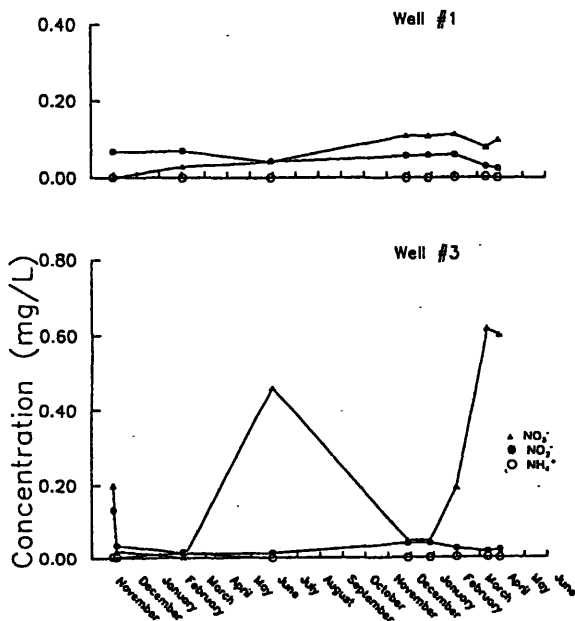 Well #1
0.40
0.20
0.00
Well #3
0.80
0.60
0.40
0.20
0.00
Concentration (mg/L)
NO₃⁻
NO₂⁻
NH₄⁺
November
December
January
February
March
April
May
June
July
August
September
October
November
December
January
February
March
April
May
June